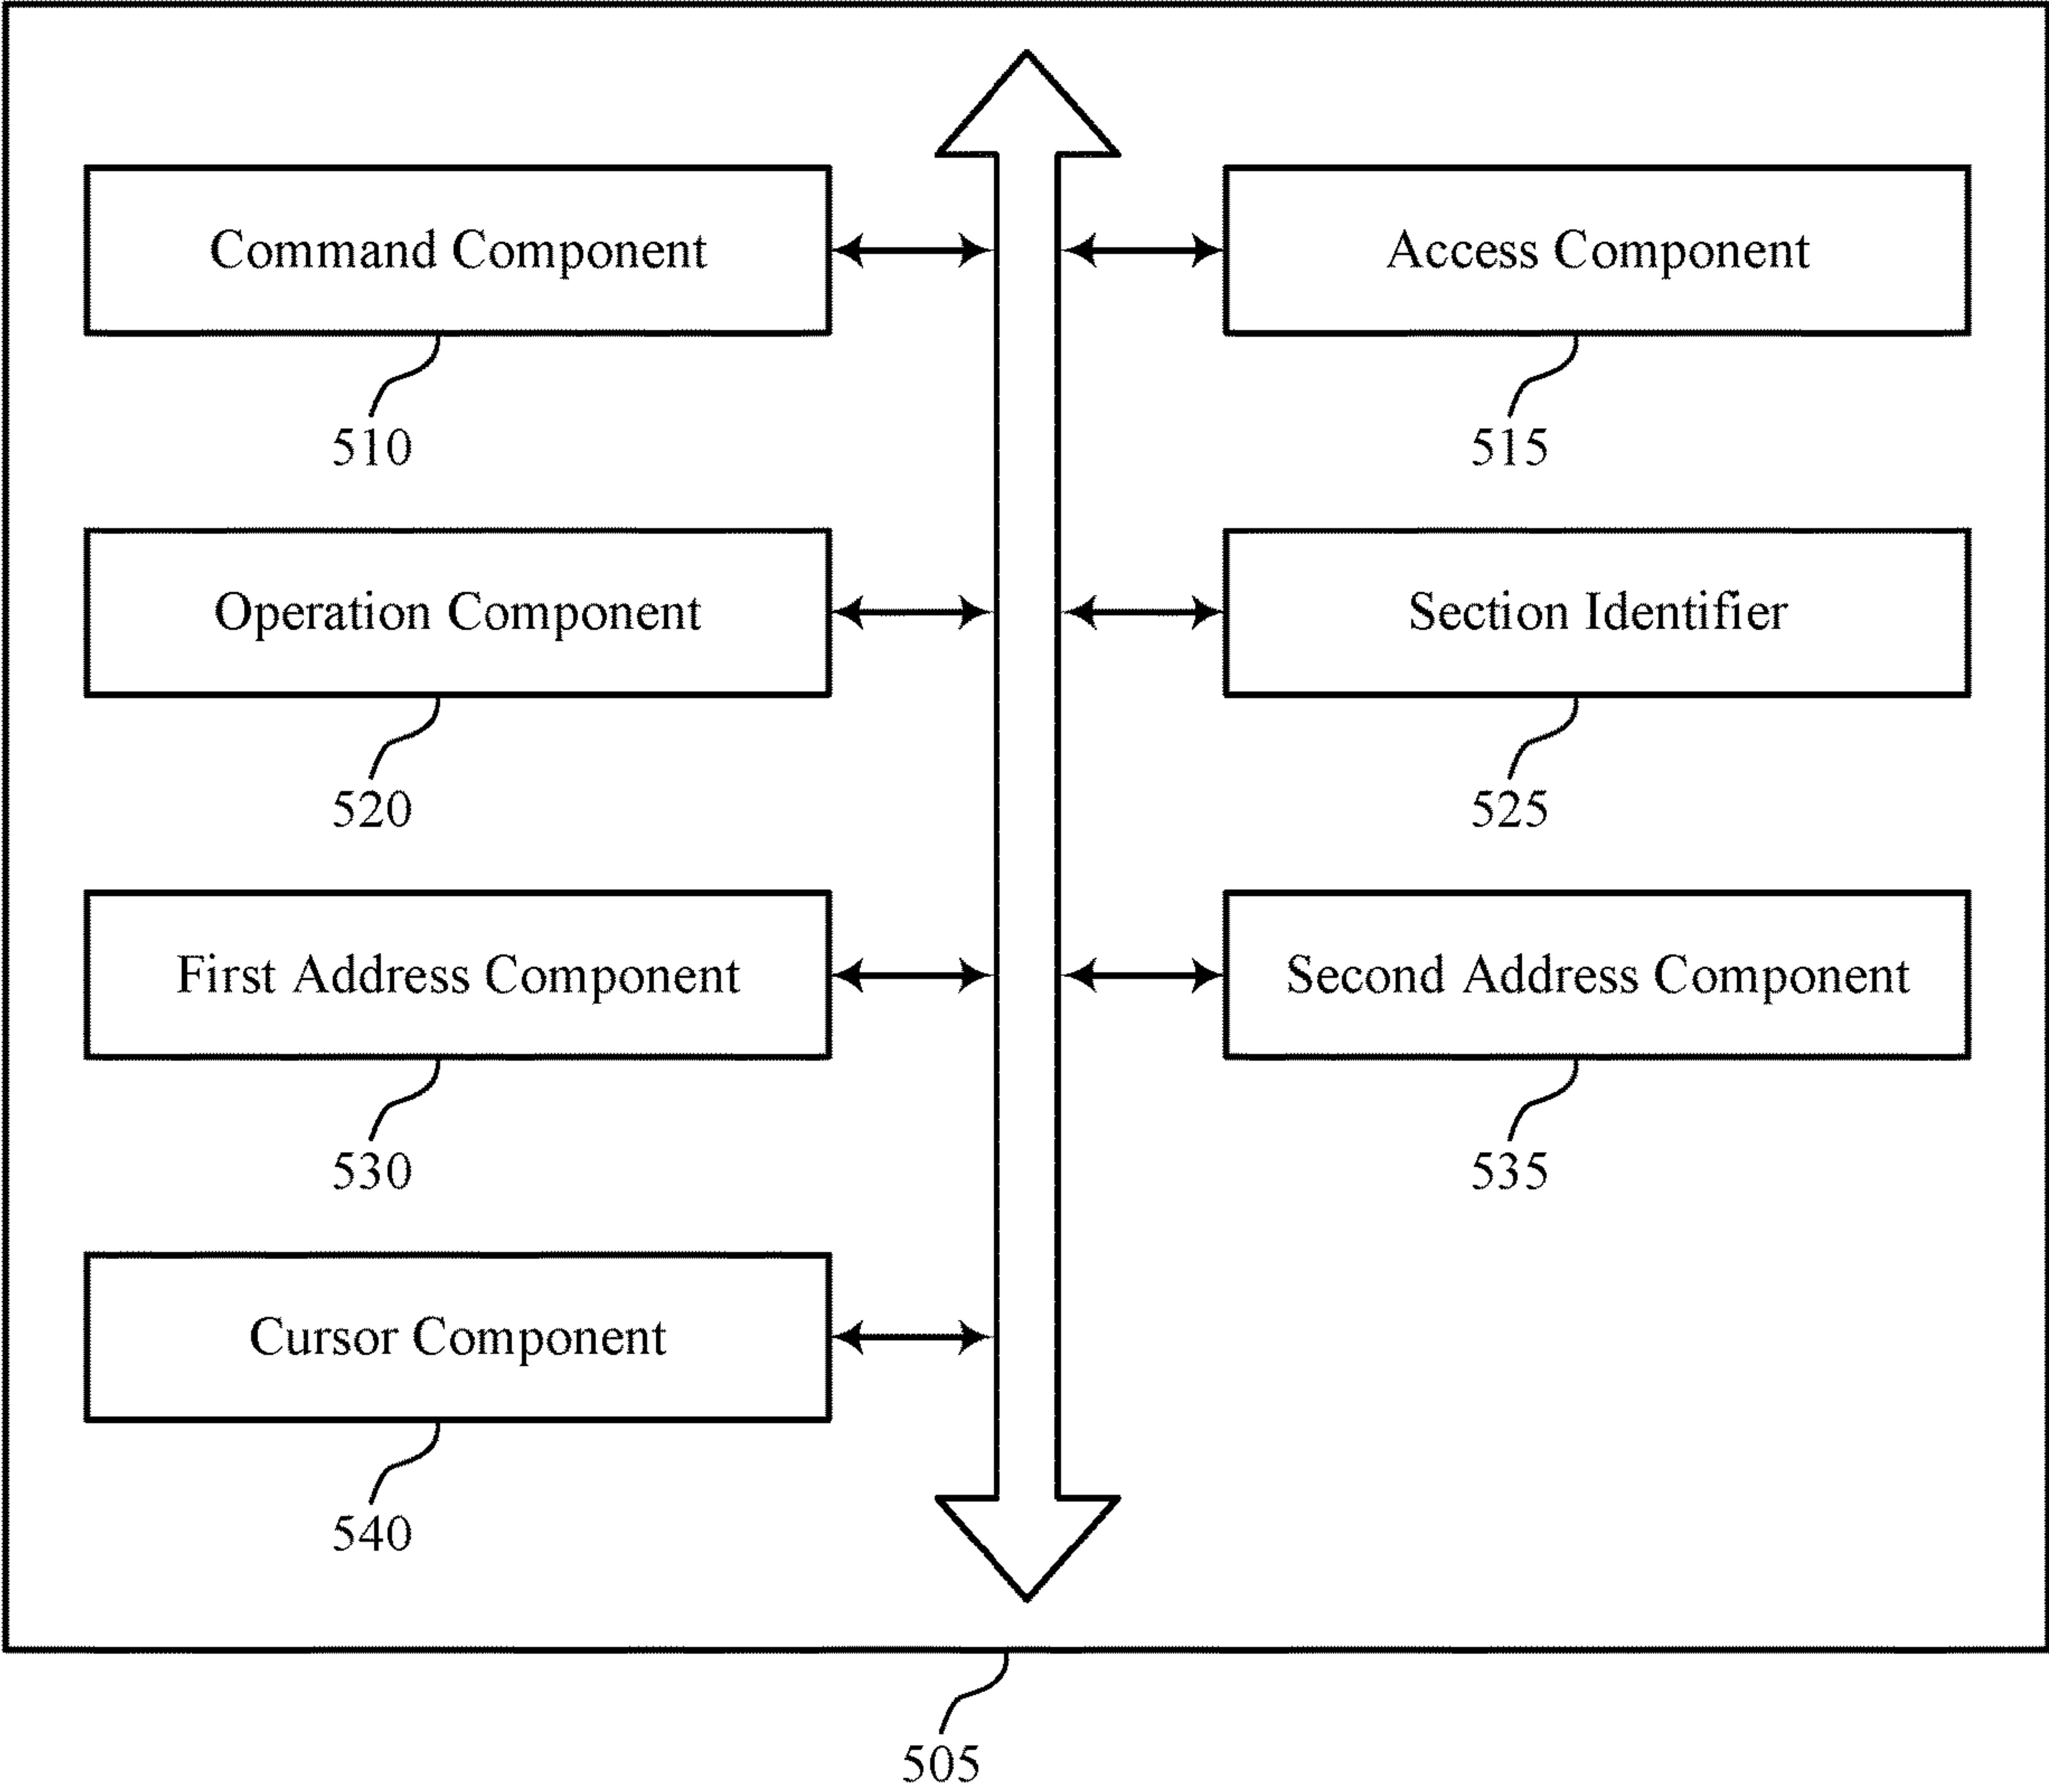 Command Component
Access Component
510
515
Operation Component
Section Identifier
520
525
First Address Component
Second Address Component
530
535
Cursor Component
540
505